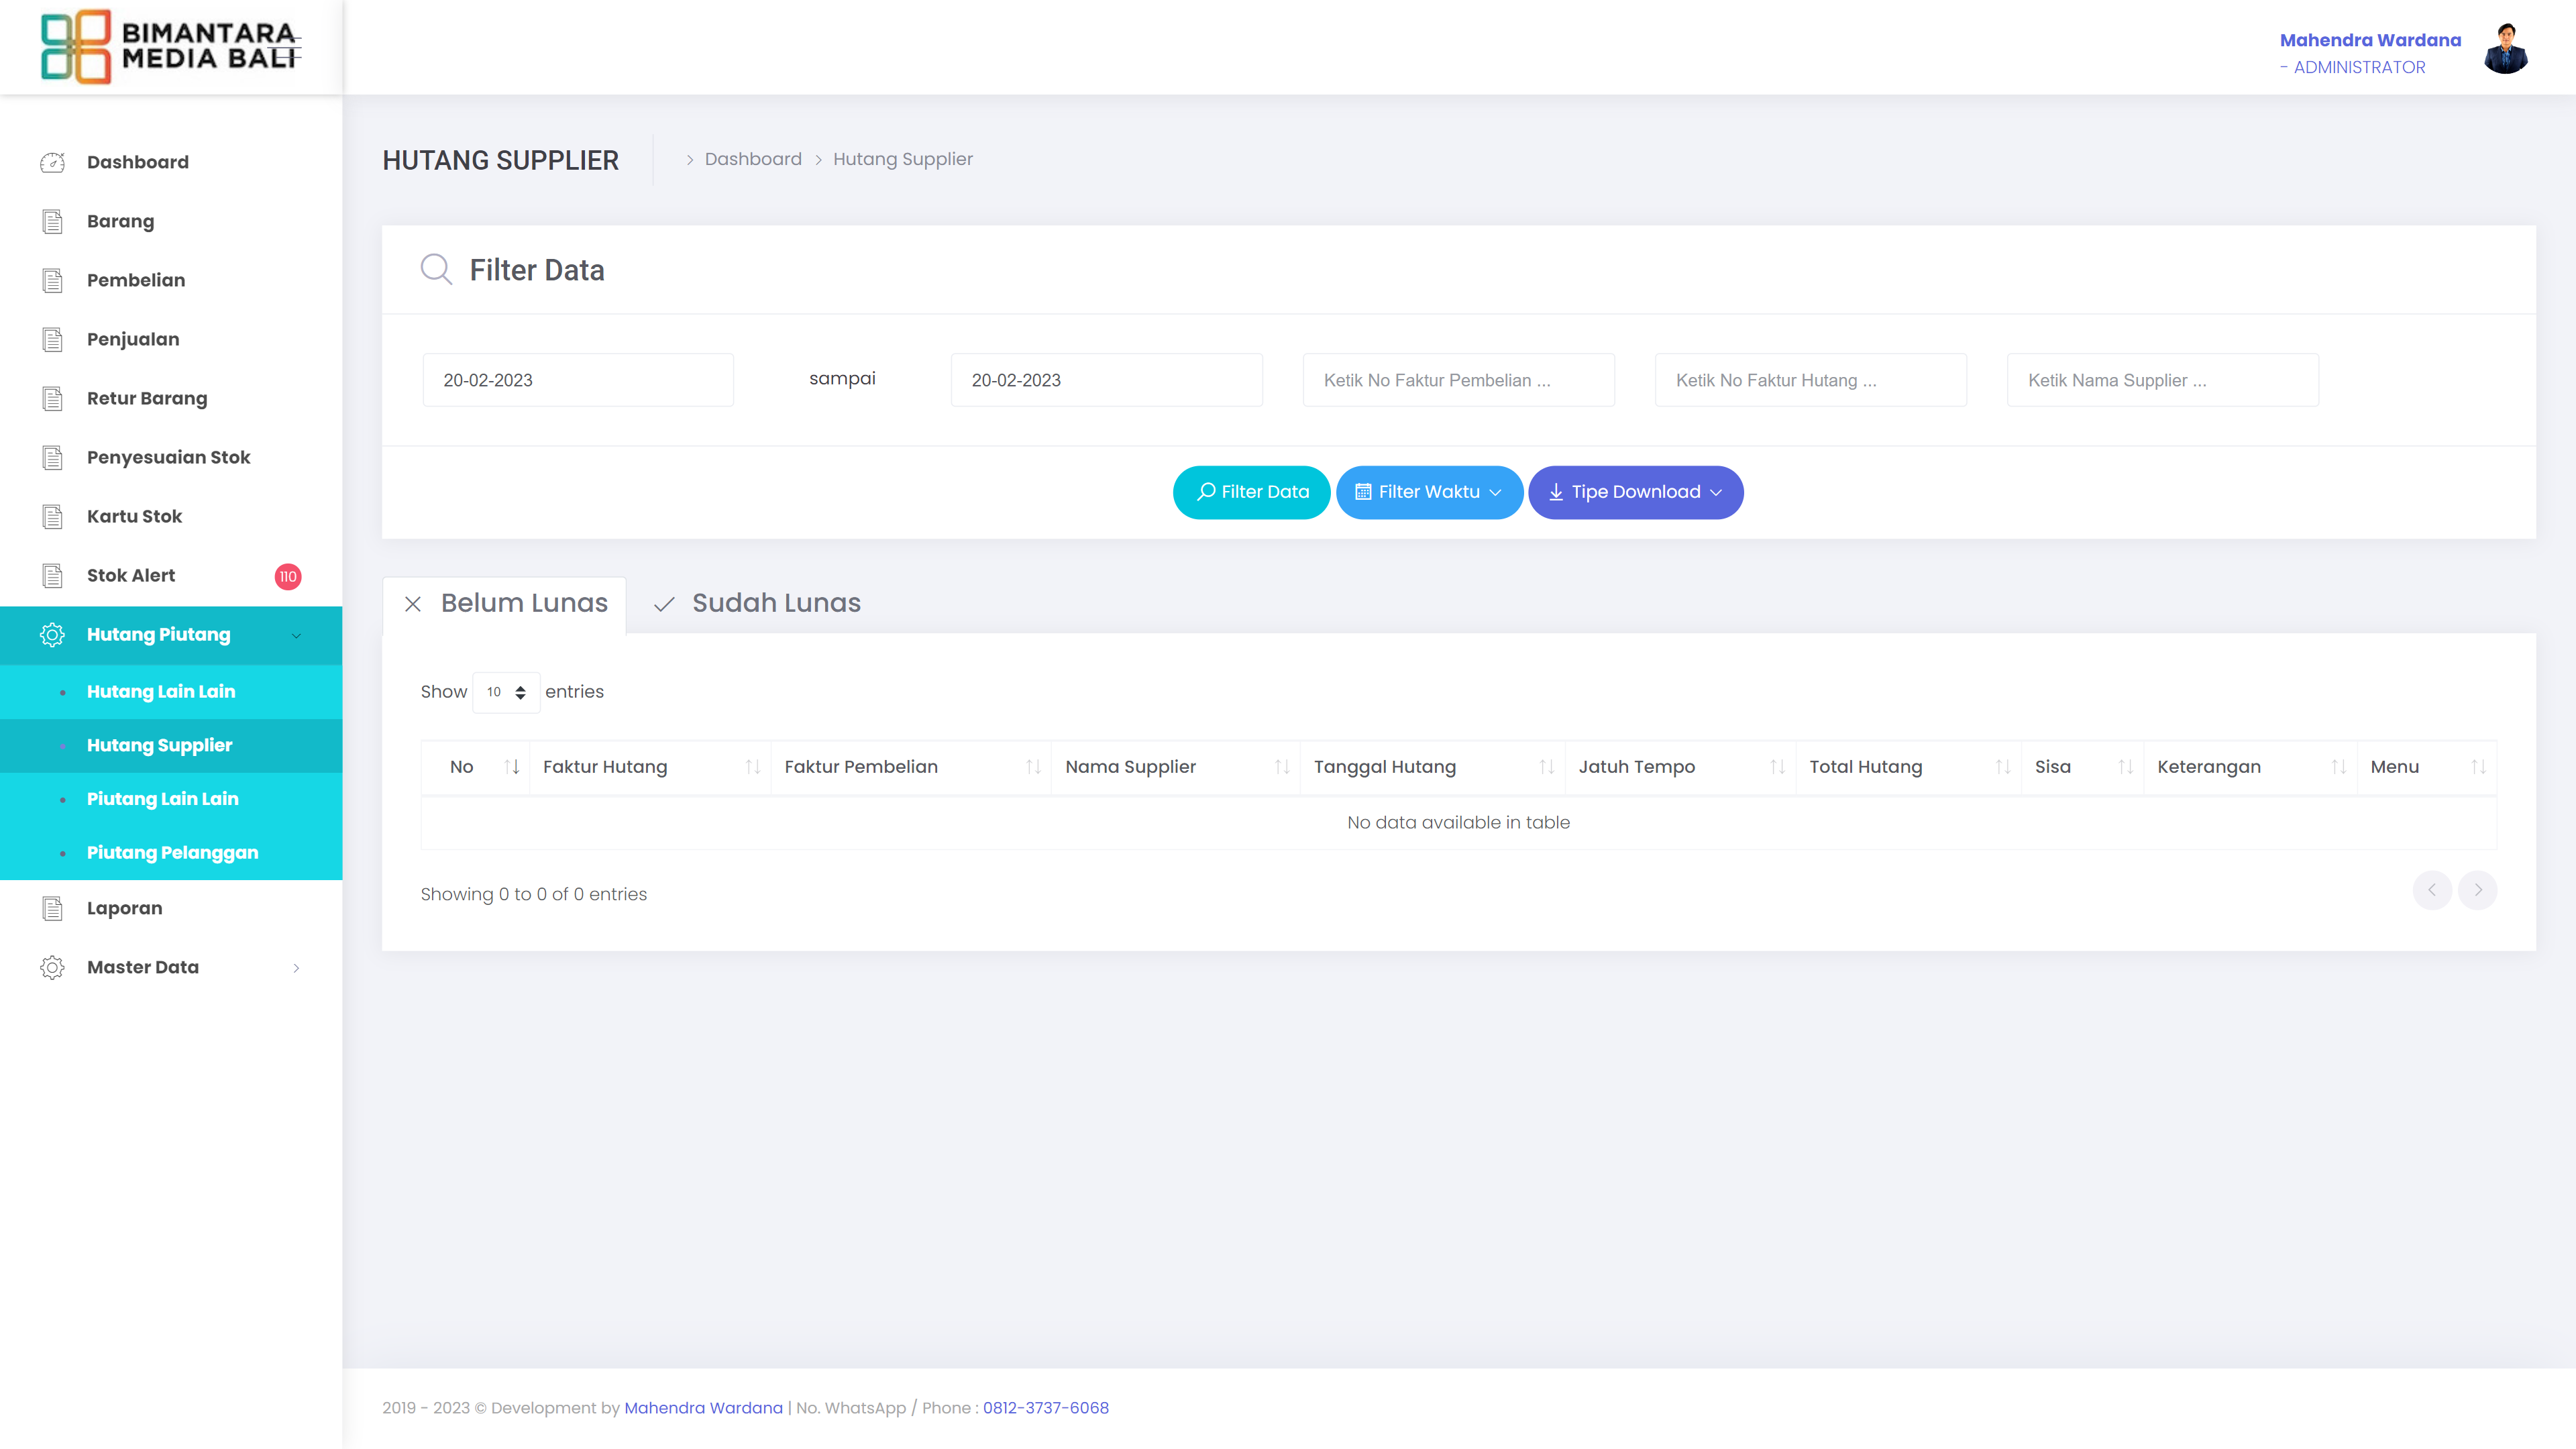 BIMANTARA
MEDIA BALI
Mahendra Wardana
- ADMINISTRATOR
Dashboard
Barang
Pembelian
Penjualan
Retur Barang
Penyesuaian Stok
Kartu Stok
Stok Alert 110
Hutang Piutang
Hutang Lain Lain
Hutang Supplier
Piutang Lain Lain
Piutang Pelanggan
Laporan
Master Data
HUTANG SUPPLIER > Dashboard > Hutang Supplier
Filter Data
20-02-2023 sampai 20-02-2023 Ketik No Faktur Pembelian ... Ketik No Faktur Hutang ... Ketik Nama Supplier ...
Filter Data Filter Waktu Tipe Download
Belum Lunas Sudah Lunas
Show 10 entries
No Faktur Hutang Faktur Pembelian Nama Supplier Tanggal Hutang Jatuh Tempo Total Hutang Sisa Keterangan Menu
No data available in table
Showing 0 to 0 of 0 entries
2019 - 2023 © Development by Mahendra Wardana | No. WhatsApp / Phone : 0812-3737-6068